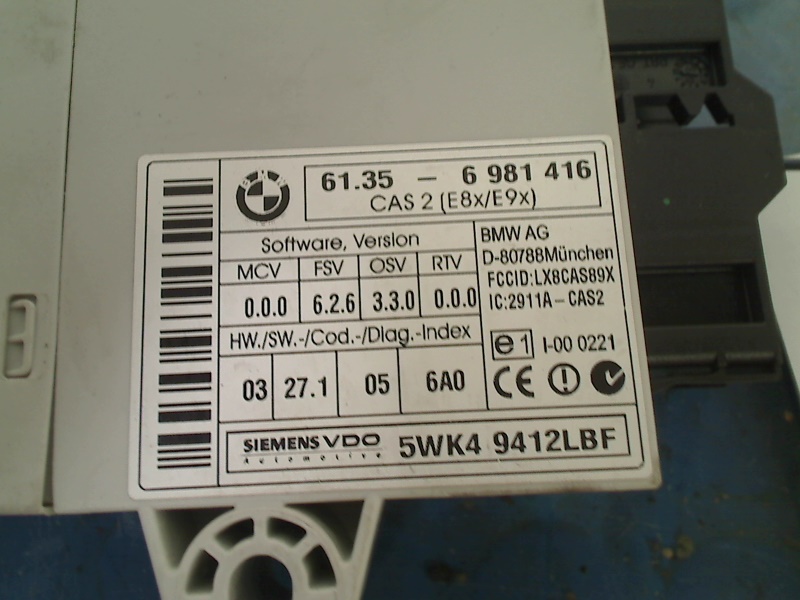 BMW
61.35 – 6 981 416
CAS 2 (E8x/E9x)
Software, Version
MCV FSV OSV RTV
0.0.0 6.2.6 3.3.0 0.0.0
HW./SW.-/Cod.-/Diag.-Index
03 27.1 05 6A0
BMW AG
D-80788München
FCCID:LX8CAS89X
IC:2911A-CAS2
e1 I-00 0221
CE
SIEMENS VDO
Automotive
5WK4 9412LBF